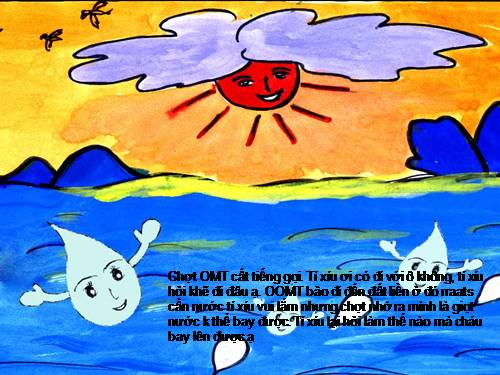 Chợt OMT cất tiếng gọi. Tí xíu ơi có đi với ô không, tí xíu
hỏi khẽ đi đâu ạ. OOMT bảo đi đến đất liền ở đó raats
cần nước.tí xíu vui lắm nhưng chợt nhớ ra mình là giọt
nước k thể bay được. Tí xíu lại hỏi làm thế nào mà cháu
bay lên được ạ